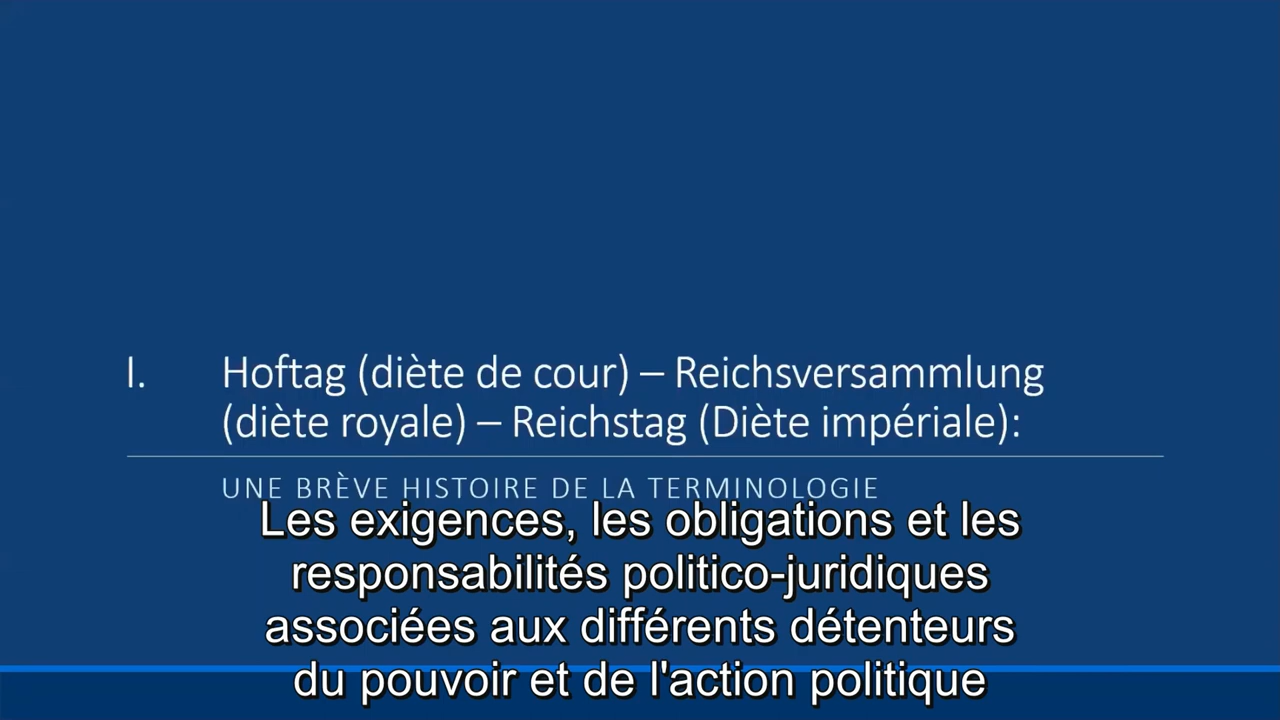 I. Hoftag (diète de cour) – Reichsversammlung
(diète royale) – Reichstag (Diète impériale):
UNE BRÈVE HISTOIRE DE LA TERMINOLOGIE
Les exigences, les obligations et les
responsabilités politico-juridiques
associées aux différents détenteurs
du pouvoir et de l'action politique